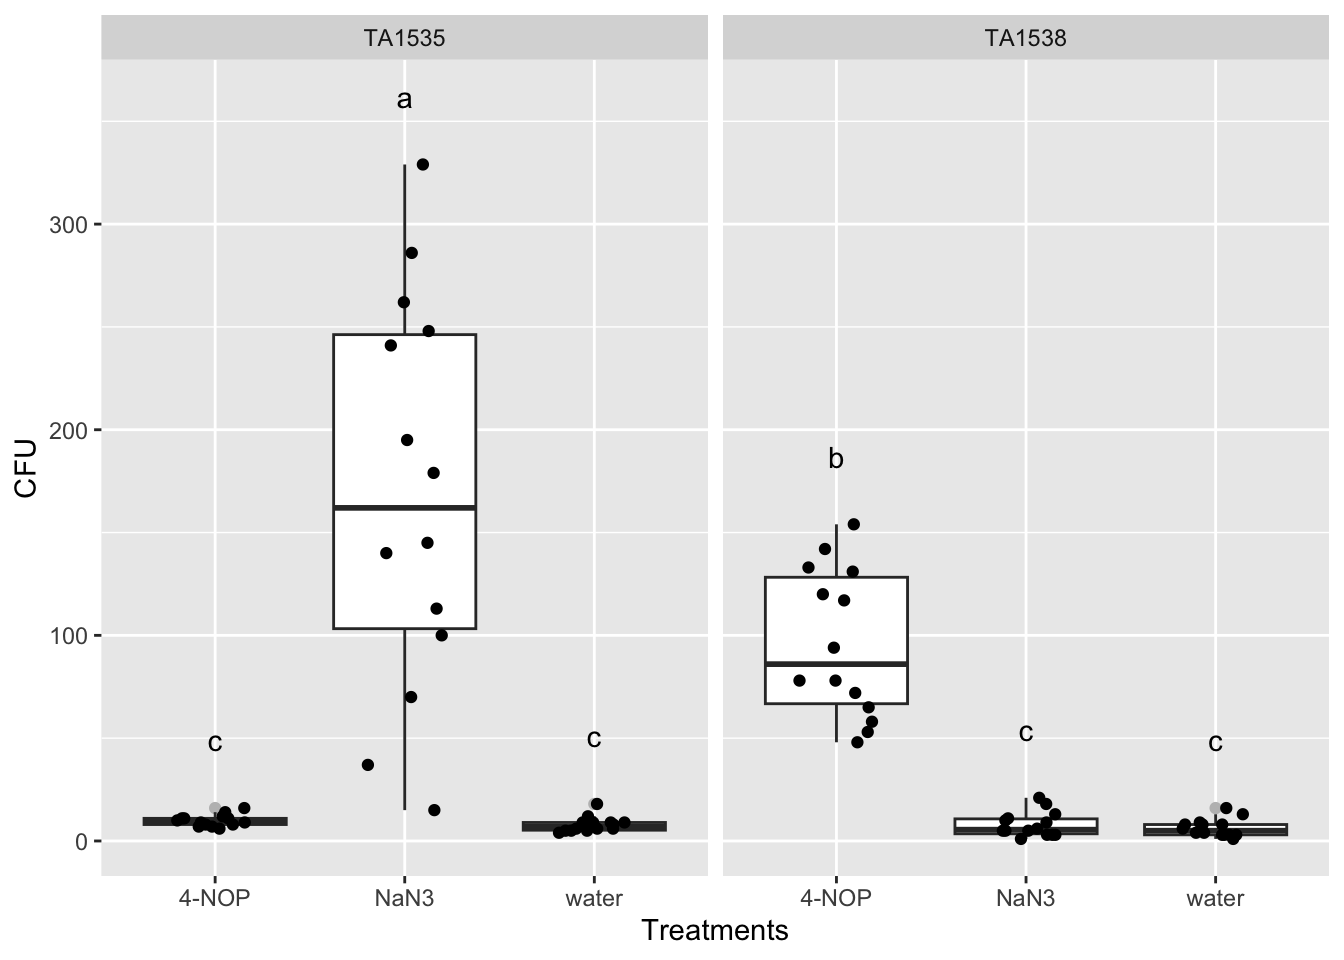 TA1535
TA1538
a
b
c
c
c
c
300
200
100
0
CFU
4-NOP
NaN3
water
4-NOP
NaN3
water
Treatments